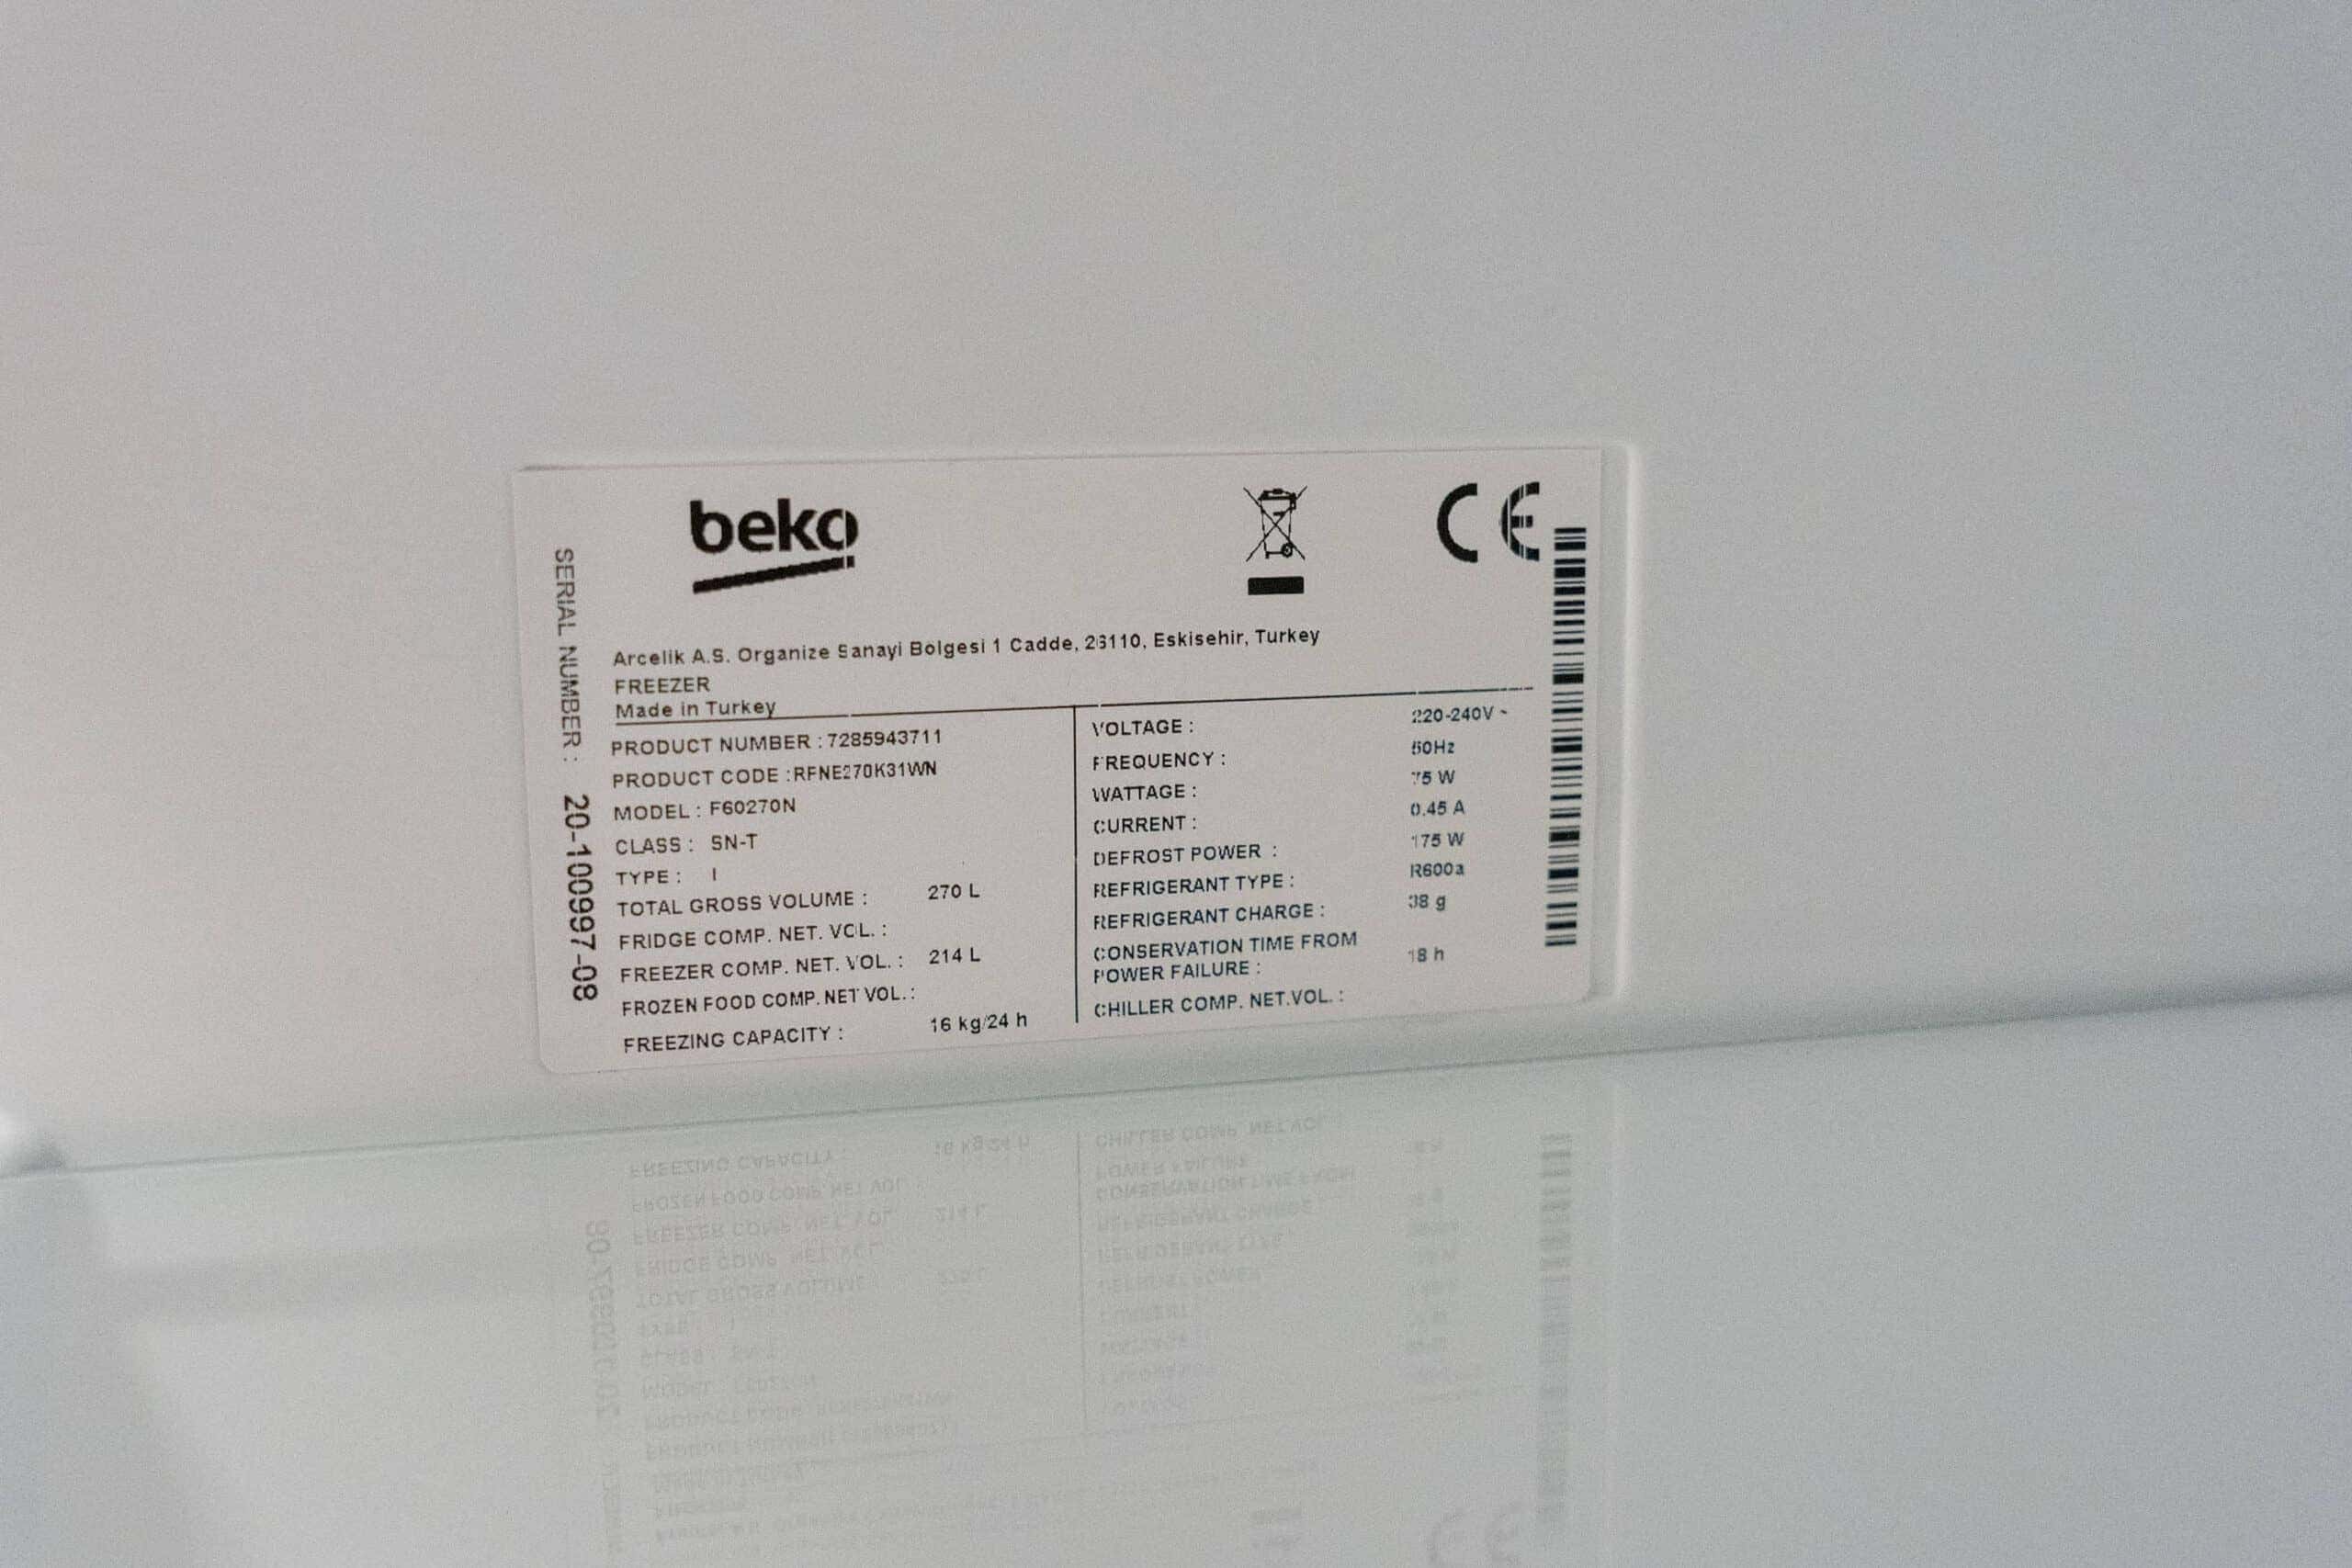 beko
CE
SERIAL NUMBER : 20-100997-08
Arcelik A.S. Organize Sanayi Bolgesi 1 Cadde, 26110, Eskisehir, Turkey
FREEZER
Made in Turkey
PRODUCT NUMBER : 7285943711
PRODUCT CODE :RFNE270K31WN
MODEL : F60270N
CLASS : SN-T
TYPE : I
TOTAL GROSS VOLUME : 270 L
FRIDGE COMP. NET. VOL. :
FREEZER COMP. NET. VOL. : 214 L
FROZEN FOOD COMP. NET VOL. :
FREEZING CAPACITY : 16 kg/24 h
VOLTAGE : 220-240V ~
FREQUENCY : 50Hz
WATTAGE : 75 W
CURRENT : 0.45 A
DEFROST POWER : 175 W
REFRIGERANT TYPE : R600a
REFRIGERANT CHARGE : 38 g
CONSERVATION TIME FROM
POWER FAILURE : 18 h
CHILLER COMP. NET.VOL. :